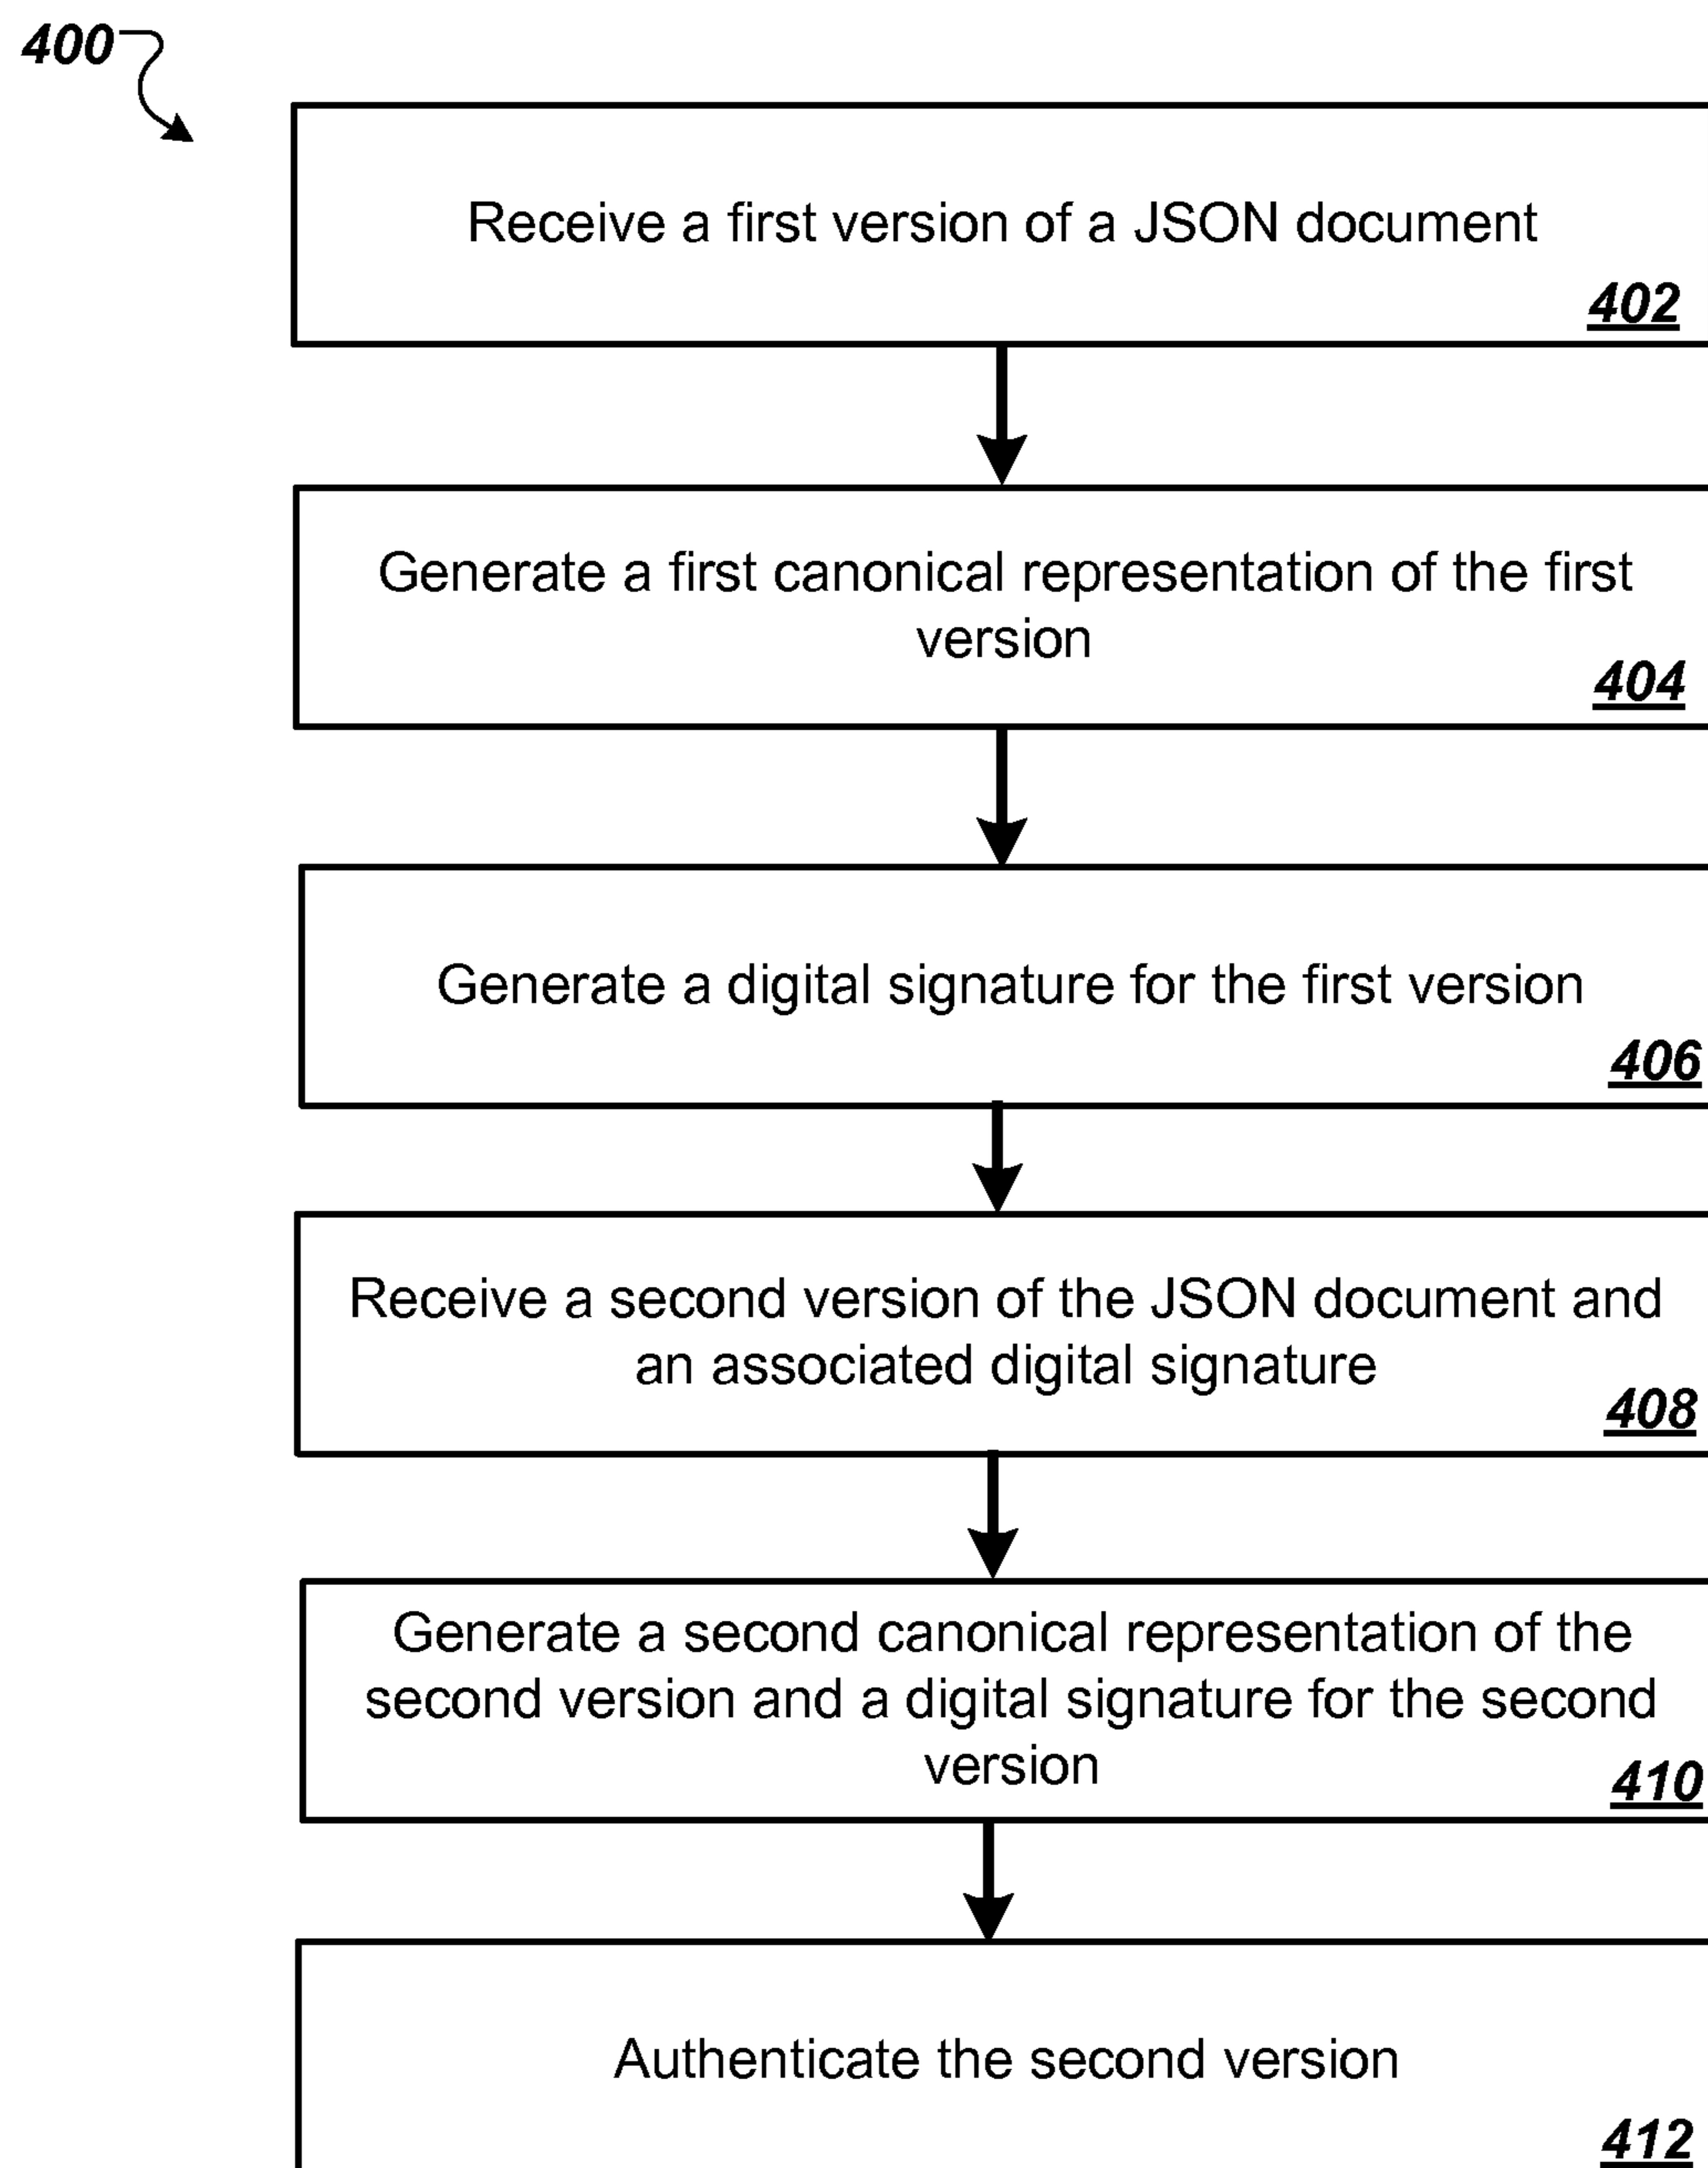 400
Receive a first version of a JSON document
402
Generate a first canonical representation of the first
version
404
Generate a digital signature for the first version
406
Receive a second version of the JSON document and
an associated digital signature
408
Generate a second canonical representation of the
second version and a digital signature for the second
version
410
Authenticate the second version
412